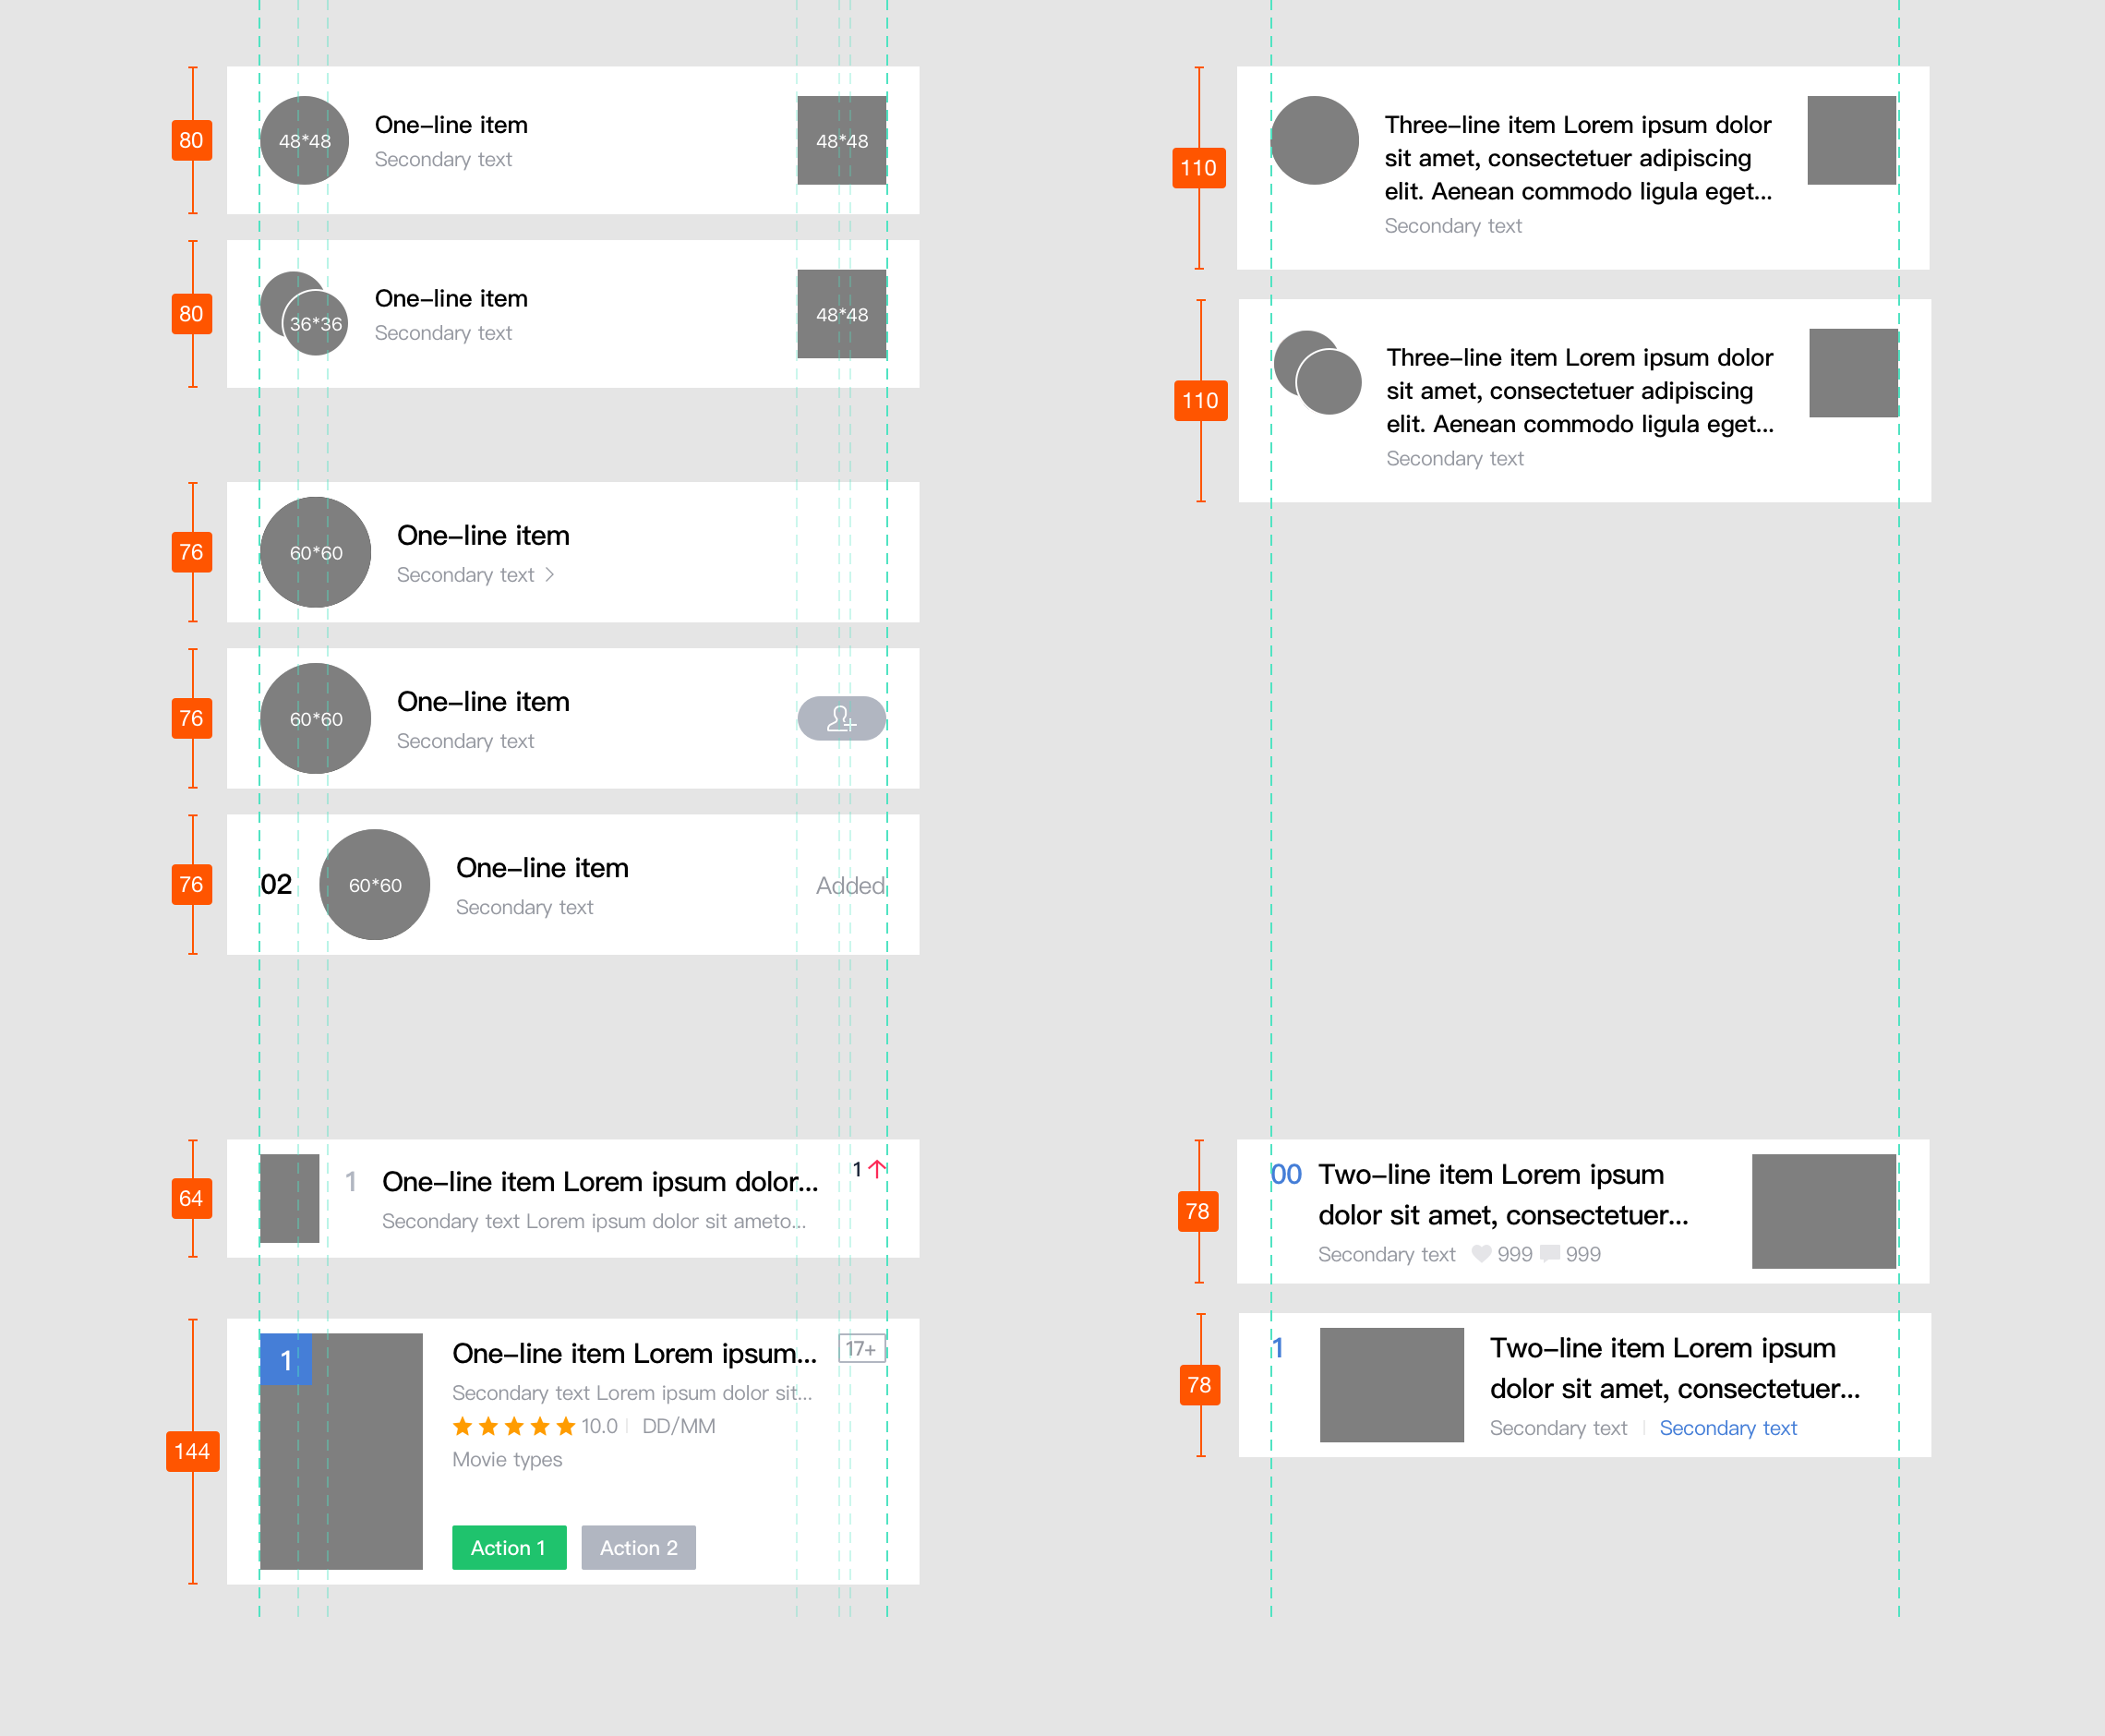 80
48*48
One-line item
Secondary text
48*48
80
36*36
One-line item
Secondary text
48*48
76
60*60
One-line item
Secondary text >
76
60*60
One-line item
Secondary text
76
02
60*60
One-line item
Secondary text
Added
64
1
One-line item Lorem ipsum dolor...
Secondary text Lorem ipsum dolor sit ameto...
1
144
1
One-line item Lorem ipsum...
17+
Secondary text Lorem ipsum dolor sit...
10.0 | DD/MM
Movie types
Action 1
Action 2
110
Three-line item Lorem ipsum dolor
sit amet, consectetuer adipiscing
elit. Aenean commodo ligula eget...
Secondary text
110
Three-line item Lorem ipsum dolor
sit amet, consectetuer adipiscing
elit. Aenean commodo ligula eget...
Secondary text
78
00
Two-line item Lorem ipsum
dolor sit amet, consectetuer...
Secondary text 999 999
78
1
Two-line item Lorem ipsum
dolor sit amet, consectetuer...
Secondary text | Secondary text